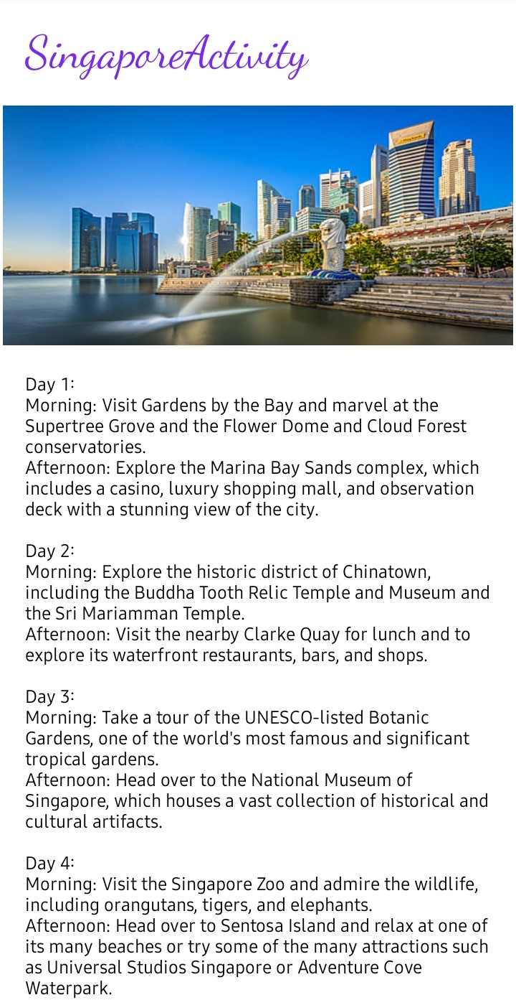 SingaporeActivity
Day 1:
Morning: Visit Gardens by the Bay and marvel at the
Supertree Grove and the Flower Dome and Cloud Forest
conservatories.
Afternoon: Explore the Marina Bay Sands complex, which
includes a casino, luxury shopping mall, and observation
deck with a stunning view of the city.
Day 2:
Morning: Explore the historic district of Chinatown,
including the Buddha Tooth Relic Temple and Museum and
the Sri Mariamman Temple.
Afternoon: Visit the nearby Clarke Quay for lunch and to
explore its waterfront restaurants, bars, and shops.
Day 3:
Morning: Take a tour of the UNESCO-listed Botanic
Gardens, one of the world's most famous and significant
tropical gardens.
Afternoon: Head over to the National Museum of
Singapore, which houses a vast collection of historical and
cultural artifacts.
Day 4:
Morning: Visit the Singapore Zoo and admire the wildlife,
including orangutans, tigers, and elephants.
Afternoon: Head over to Sentosa Island and relax at one of
its many beaches or try some of the many attractions such
as Universal Studios Singapore or Adventure Cove
Waterpark.